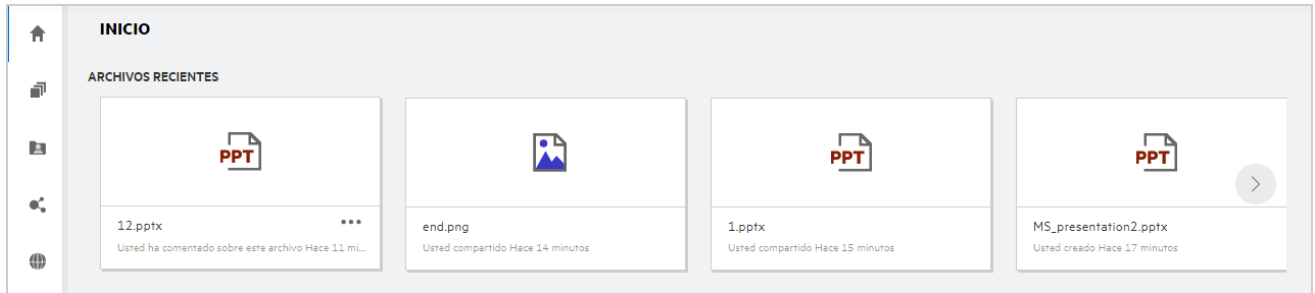 INICIO
ARCHIVOS RECIENTES
PPT
PPT
PPT
12.pptx
Usted ha comentado sobre este archivo Hace 11 mi...
end.png
Usted compartido Hace 14 minutos
1.pptx
Usted compartido Hace 15 minutos
MS_presentation2.pptx
Usted creado Hace 17 minutos